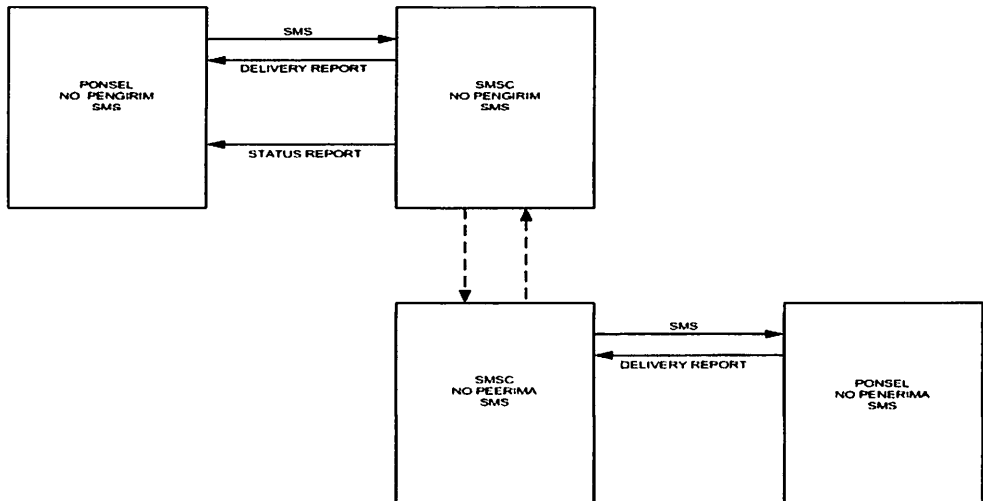 PONSEL
NO PENGIRIM
SMS
SMS
DELIVERY REPORT
STATUS REPORT
SMSC
NO PENGIRIM
SMS
SMSC
NO PEERIMA
SMS
SMS
DELIVERY REPORT
PONSEL
NO PENERIMA
SMS